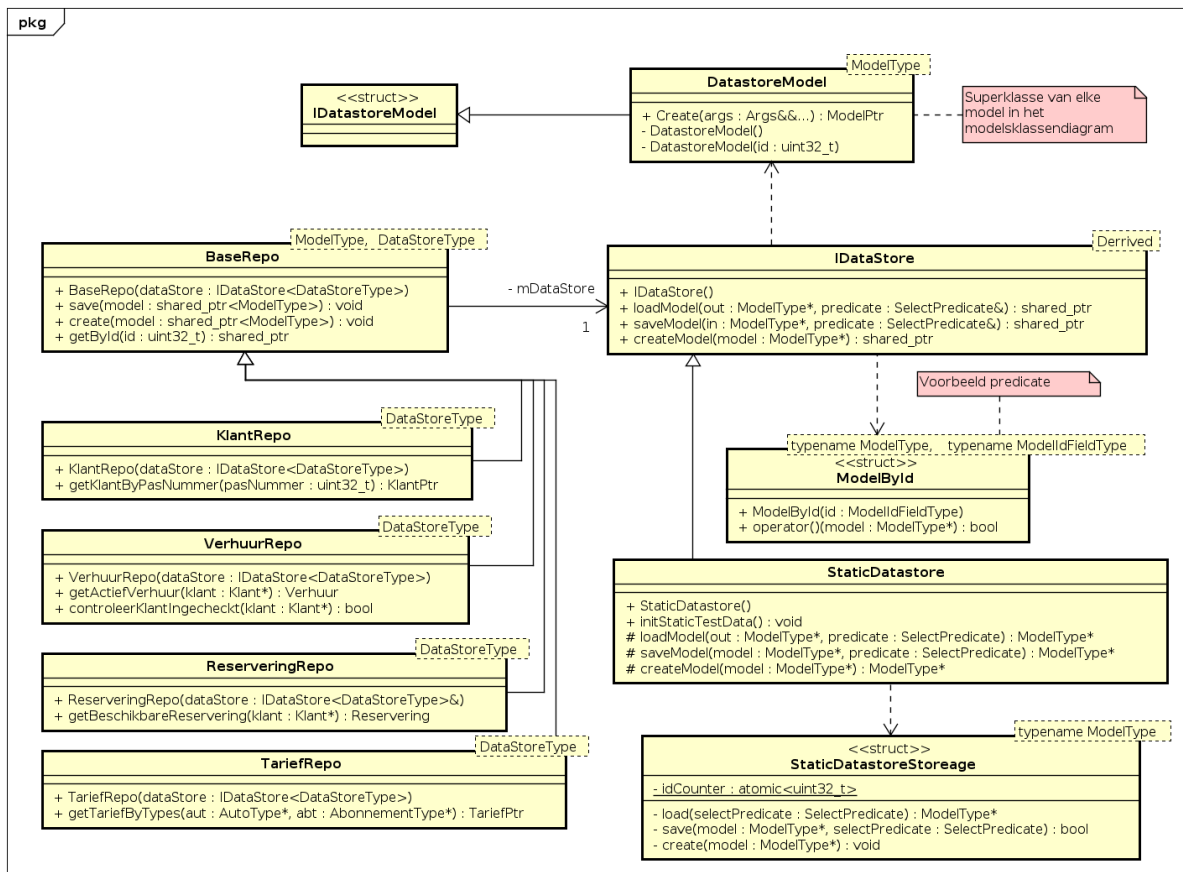 pkg
ModelType
DatastoreModel
+ Create(args : Args&&...) : ModelPtr
- DatastoreModel()
- DatastoreModel(id : uint32_t)
<<struct>>
IDatastoreModel
Superklasse van elke
model in het
modelsklassendiagram
ModelType, DataStoreType
BaseRepo
+ BaseRepo(dataStore : IDataStore<DataStoreType>)
+ save(model : shared_ptr<ModelType>) : void
+ create(model : shared_ptr<ModelType>) : void
+ getById(id : uint32_t) : shared_ptr
- mDataStore
1
Derrived
IDataStore
+ IDataStore()
+ loadModel(out : ModelType*, predicate : SelectPredicate&) : shared_ptr
+ saveModel(in : ModelType*, predicate : SelectPredicate&) : shared_ptr
+ createModel(model : ModelType*) : shared_ptr
Voorbeeld predicate
DataStoreType
KlantRepo
+ KlantRepo(dataStore : IDataStore<DataStoreType>)
+ getKlantByPasNummer(pasNummer : uint32_t) : KlantPtr
typename ModelType, typename ModelIdFieldType
<<struct>>
ModelById
+ ModelById(id : ModelIdFieldType)
+ operator()(model : ModelType*) : bool
DataStoreType
VerhuurRepo
+ VerhuurRepo(dataStore : IDataStore<DataStoreType>)
+ getActiefVerhuur(klant : Klant*) : Verhuur
+ controleerKlantIngecheckt(klant : Klant*) : bool
StaticDatastore
+ StaticDatastore()
+ initStaticTestData() : void
# loadModel(out : ModelType*, predicate : SelectPredicate) : ModelType*
# saveModel(model : ModelType*, predicate : SelectPredicate) : ModelType*
# createModel(model : ModelType*) : ModelType*
DataStoreType
ReserveringRepo
+ ReserveringRepo(dataStore : IDataStore<DataStoreType>&)
+ getBeschikbareReservering(klant : Klant*) : Reservering
DataStoreType
TariefRepo
+ TariefRepo(dataStore : IDataStore<DataStoreType>)
+ getTariefByTypes(aut : AutoType*, abt : AbonnementType*) : TariefPtr
typename ModelType
<<struct>>
StaticDatastoreStoreage
- idCounter : atomic<uint32_t>
- load(selectPredicate : SelectPredicate) : ModelType*
- save(model : ModelType*, selectPredicate : SelectPredicate) : bool
- create(model : ModelType*) : void